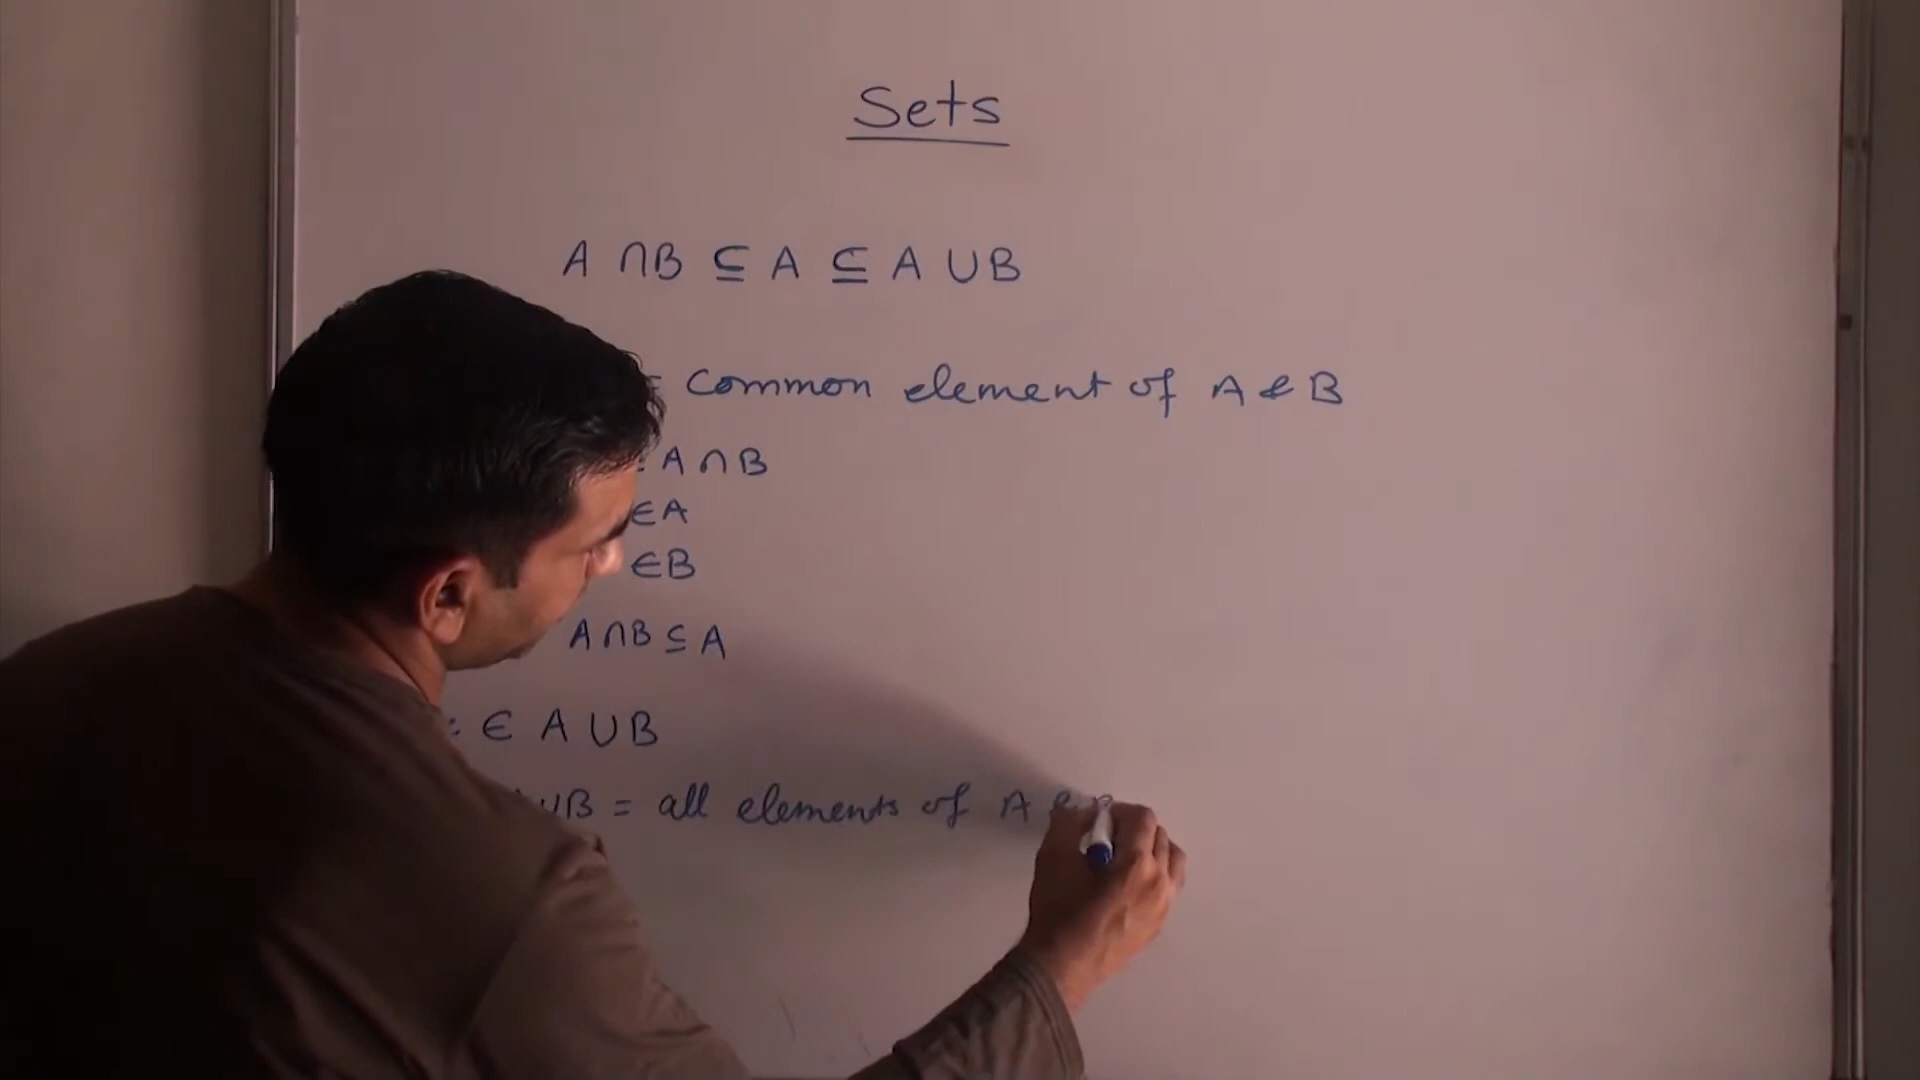 Sets
A ∩B ⊆ A ⊆ A ∪B
common element of A & B
A ∩ B
∈A
∈B
A∩B ⊆ A
∈ A ∪ B
∪B = all elements of A &